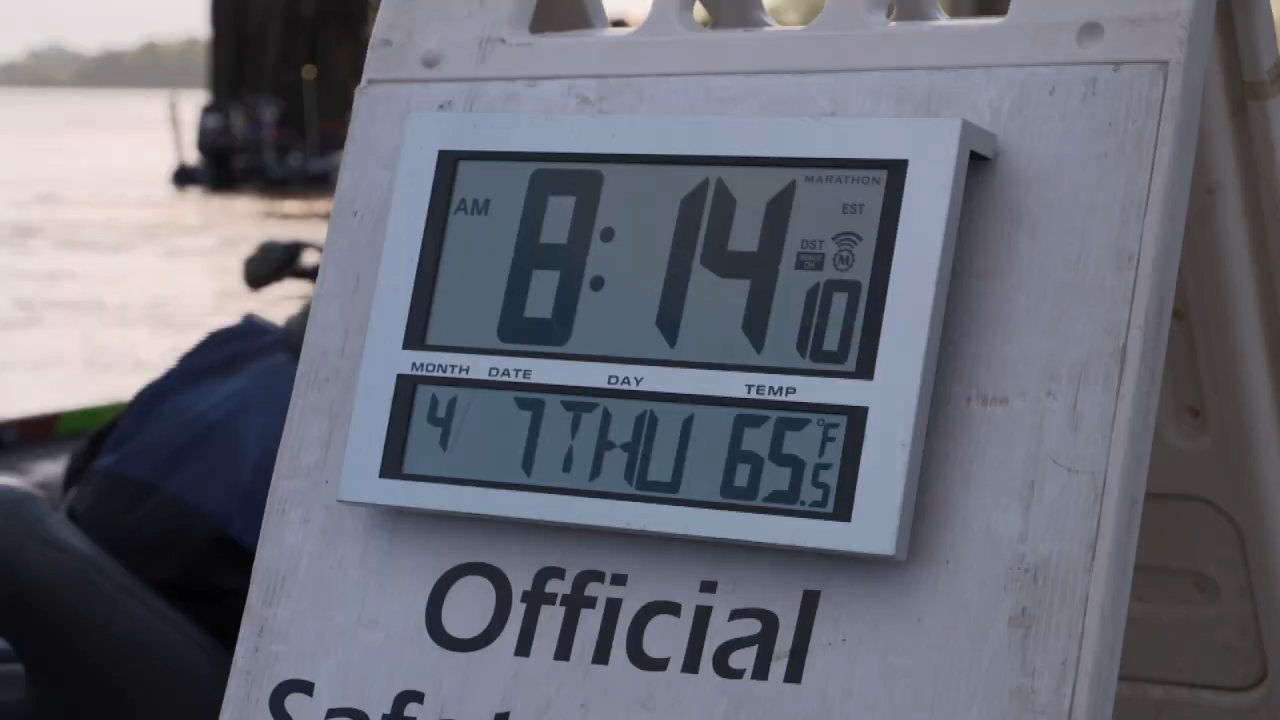 MARATHON
AM 8:14 10
EST
DST
MONTH DATE DAY TEMP
4 7 THU 65.5 °F
Official